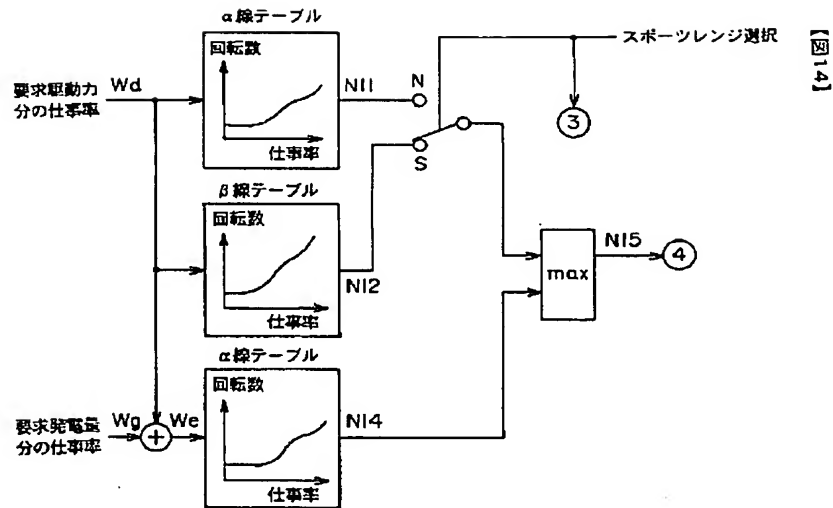 【図14】
α線テーブル
回転数
仕事率
要求駆動力
分の仕事率
Wd
N11
N
S
スポーツレンジ選択
3
β線テーブル
回転数
仕事率
N12
max
N15
4
α線テーブル
回転数
仕事率
要求発電量
分の仕事率
Wg
+
We
N14